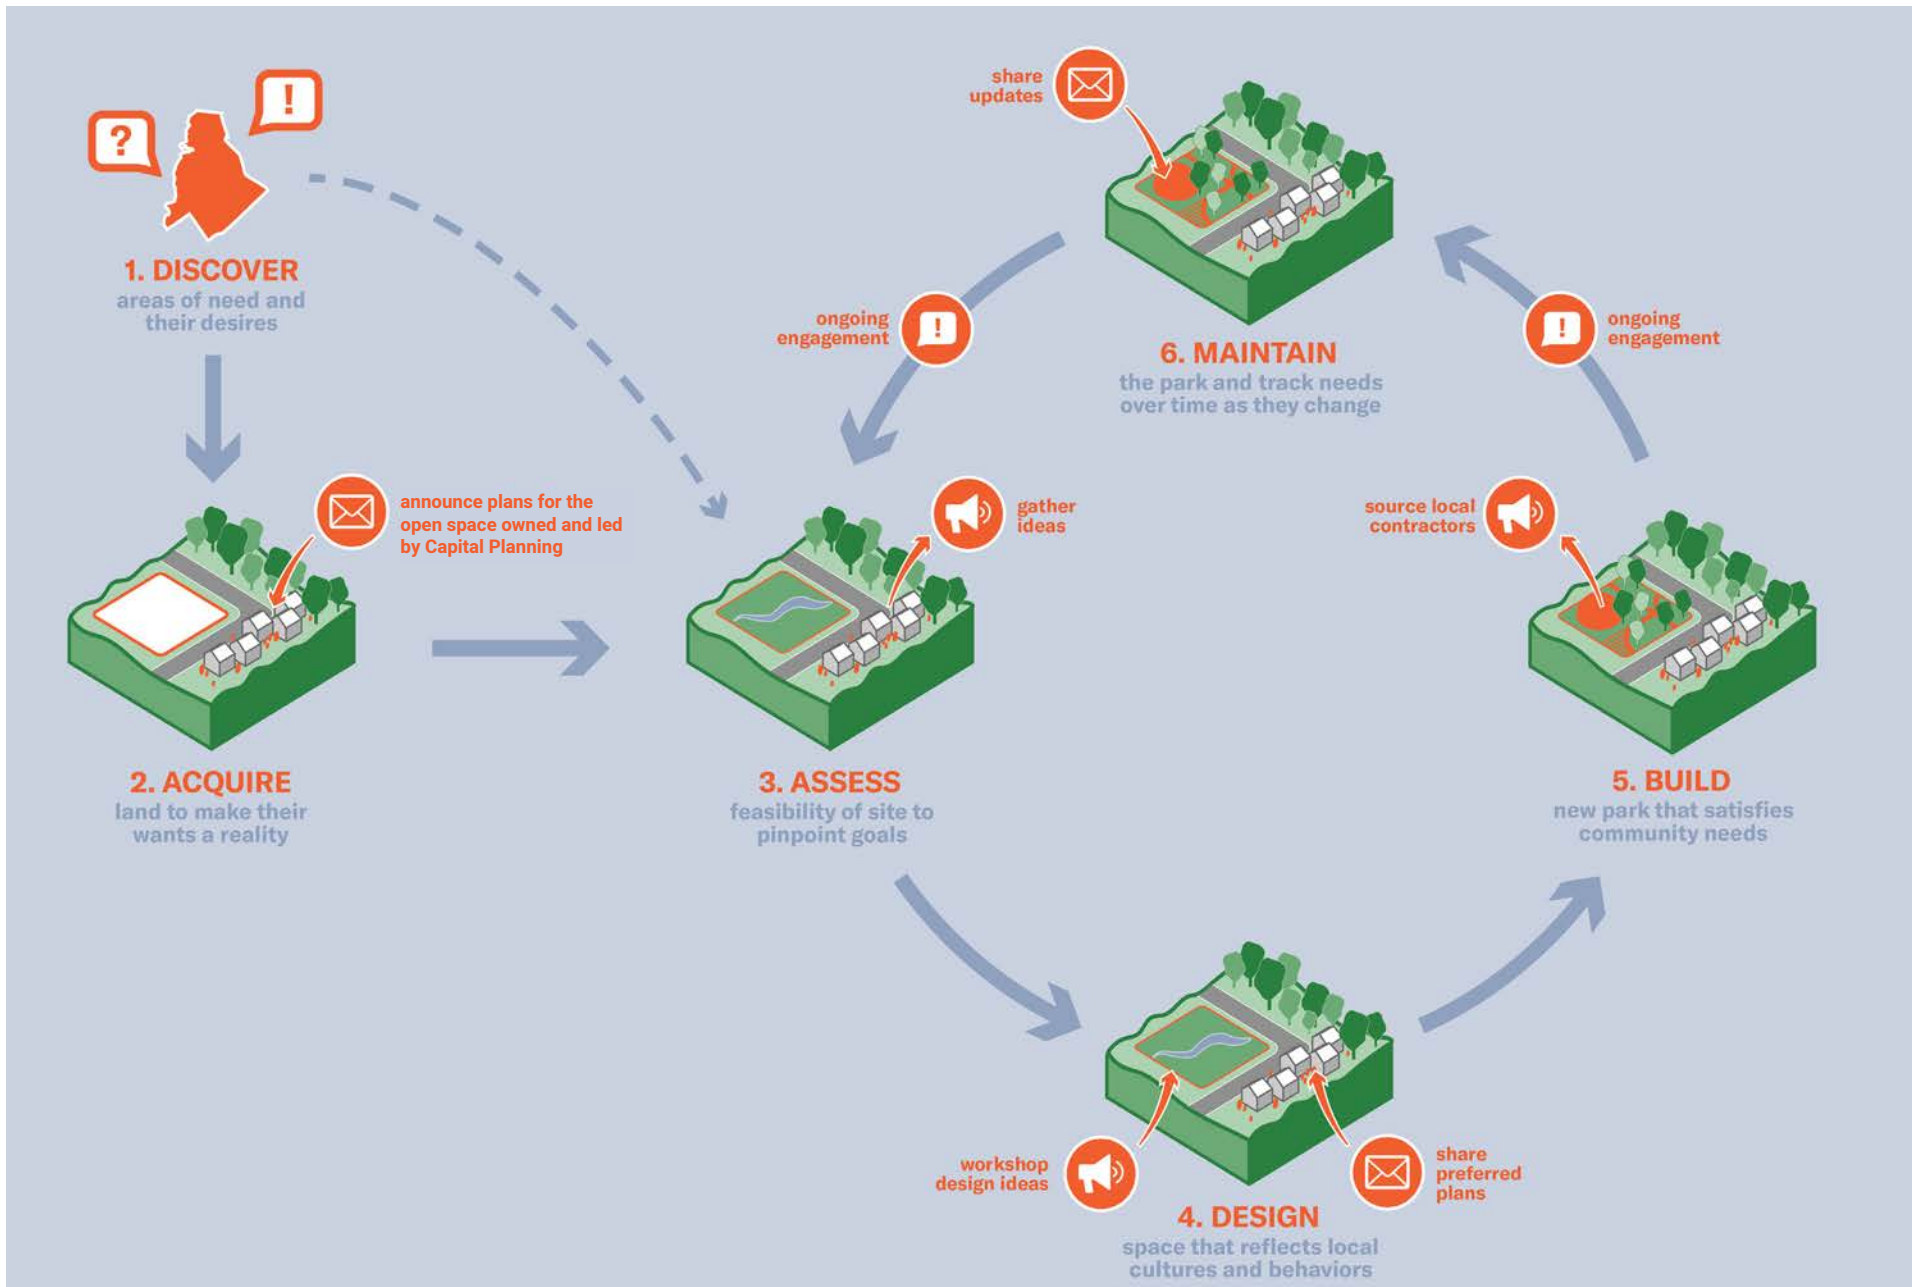 ?
!
1. DISCOVER
areas of need and
their desires
announce plans for the
open space owned and led
by Capital Planning
2. ACQUIRE
land to make their
wants a reality
gather
ideas
3. ASSESS
feasibility of site to
pinpoint goals
workshop
design ideas
share
preferred
plans
4. DESIGN
space that reflects local
cultures and behaviors
source local
contractors
5. BUILD
new park that satisfies
community needs
!
ongoing
engagement
share
updates
6. MAINTAIN
the park and track needs
over time as they change
ongoing
engagement
!